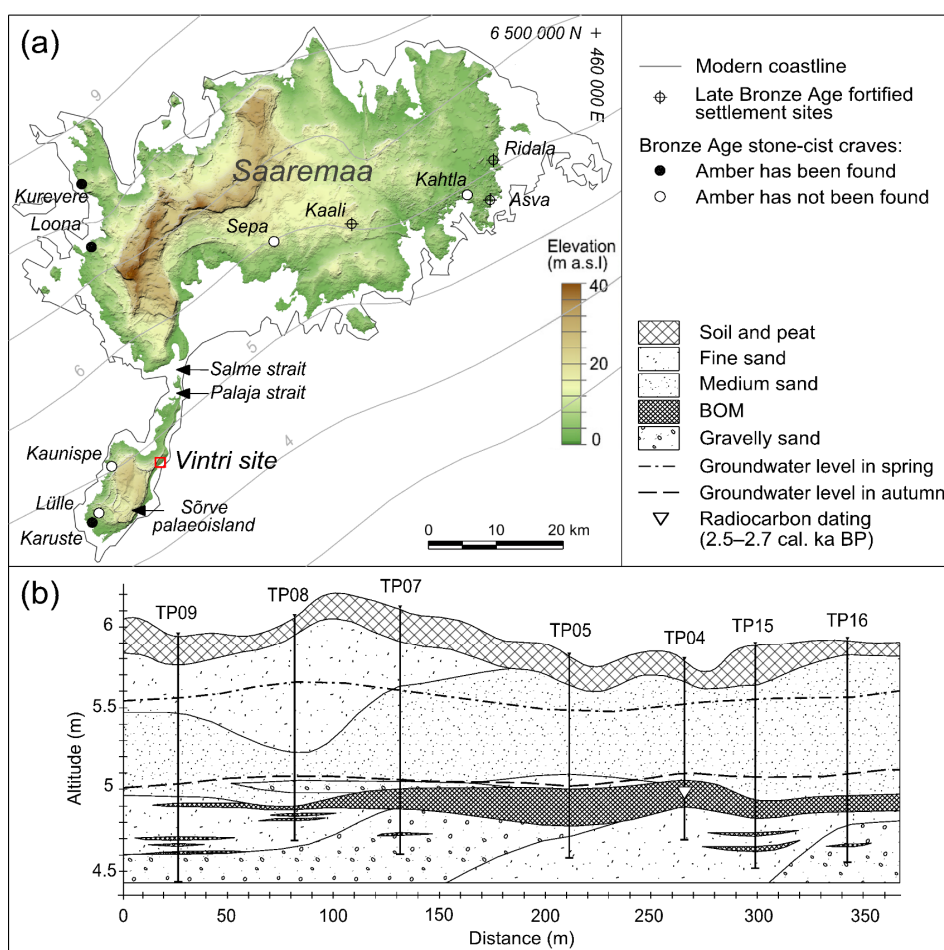 (a)
6 500 000 N +
460 000 E
Modern coastline
Late Bronze Age fortified
settlement sites
Bronze Age stone-cist craves:
Amber has been found
Amber has not been found
9
Ridala
Saaremaa
Kahtla
Kurevere
Asva
Kaali
Loona
Sepa
Elevation
(m a.s.l)
40
20
0
5
6
4
Salme strait
Palaja strait
Kaunispe
Vintri site
Lülle
Sõrve
palaeoisland
Karuste
0 10 20 km
Soil and peat
Fine sand
Medium sand
BOM
Gravelly sand
Groundwater level in spring
Groundwater level in autumn
Radiocarbon dating
(2.5–2.7 cal. ka BP)
(b)
TP09
TP08
TP07
TP05
TP04
TP15
TP16
Altitude (m)
6
5.5
5
4.5
0 50 100 150 200 250 300 350
Distance (m)